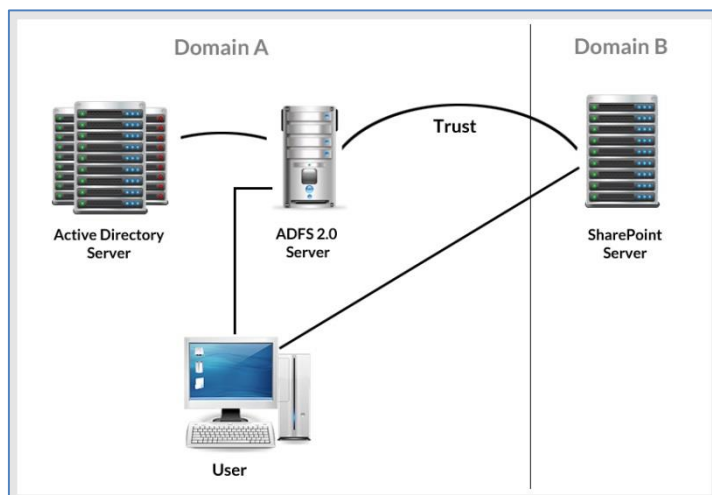 Domain A
Domain B
Trust
Active Directory
Server
ADFS 2.0
Server
SharePoint
Server
User